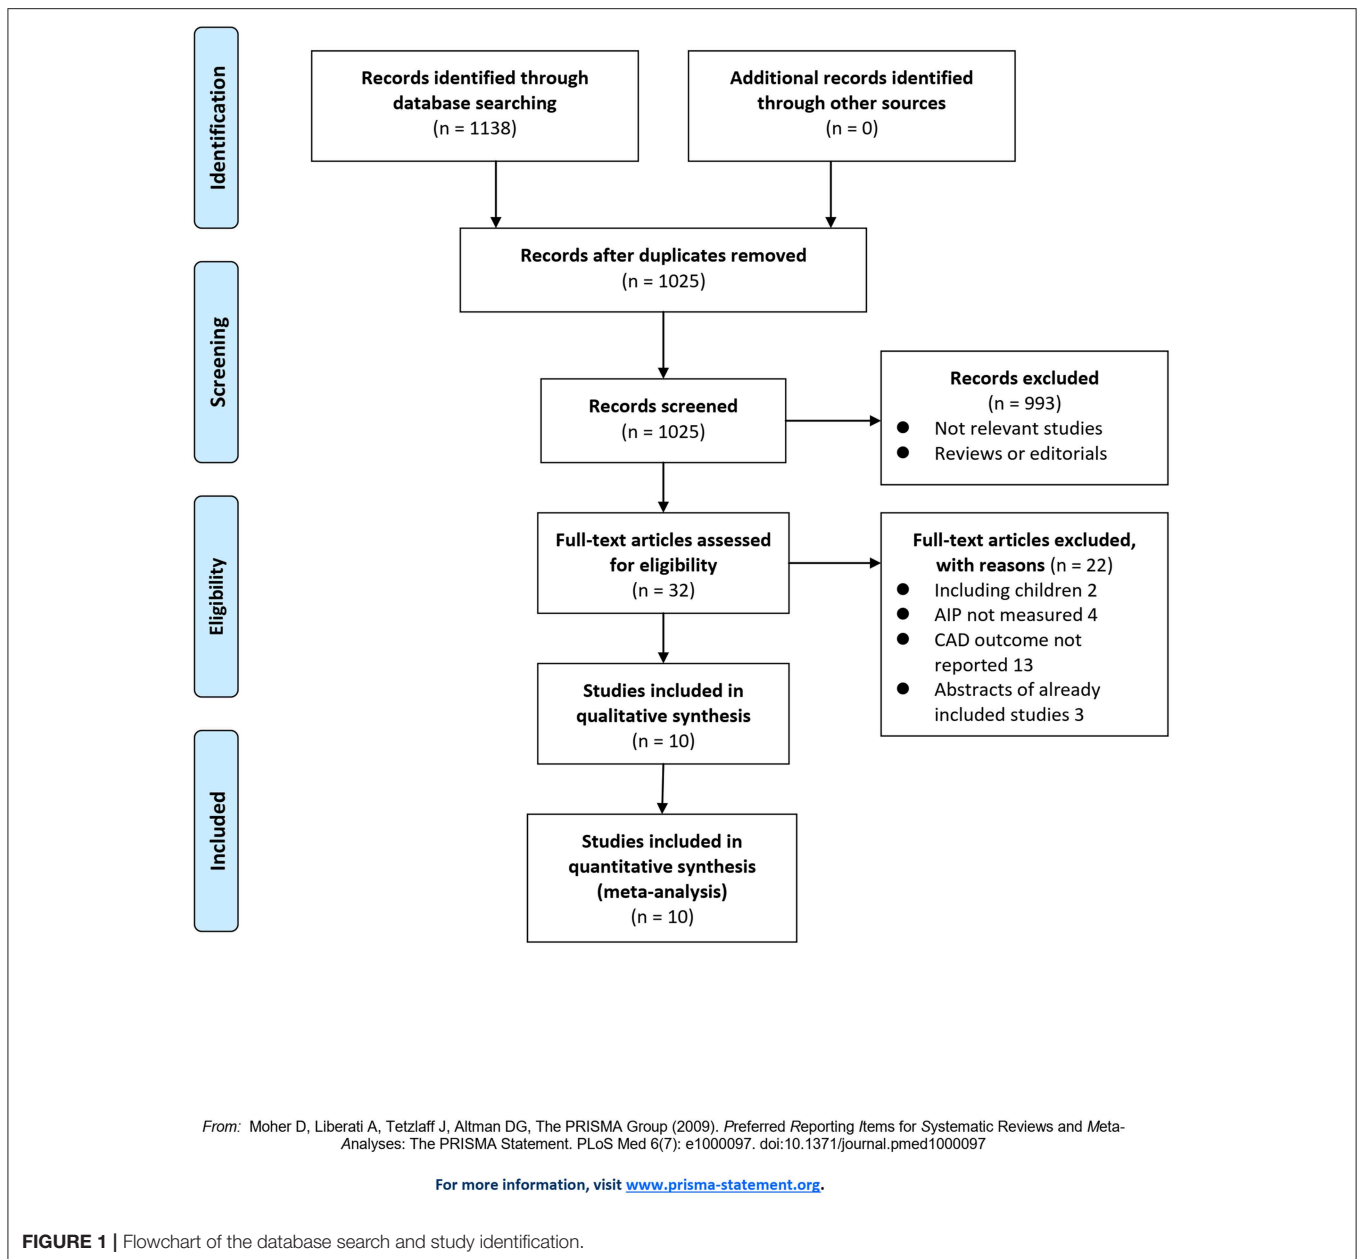 Identification
Records identified through
database searching
(n = 1138)
Additional records identified
through other sources
(n = 0)
Records after duplicates removed
(n = 1025)
Screening
Records screened
(n = 1025)
Records excluded
(n = 993)
● Not relevant studies
● Reviews or editorials
Eligibility
Full-text articles assessed
for eligibility
(n = 32)
Full-text articles excluded,
with reasons (n = 22)
● Including children 2
● AIP not measured 4
● CAD outcome not
reported 13
● Abstracts of already
included studies 3
Studies included in
qualitative synthesis
(n = 10)
Included
Studies included in
quantitative synthesis
(meta-analysis)
(n = 10)
From: Moher D, Liberati A, Tetzlaff J, Altman DG, The PRISMA Group (2009). Preferred Reporting Items for Systematic Reviews and Meta-
Analyses: The PRISMA Statement. PLoS Med 6(7): e1000097. doi:10.1371/journal.pmed1000097
For more information, visit www.prisma-statement.org.
FIGURE 1 | Flowchart of the database search and study identification.